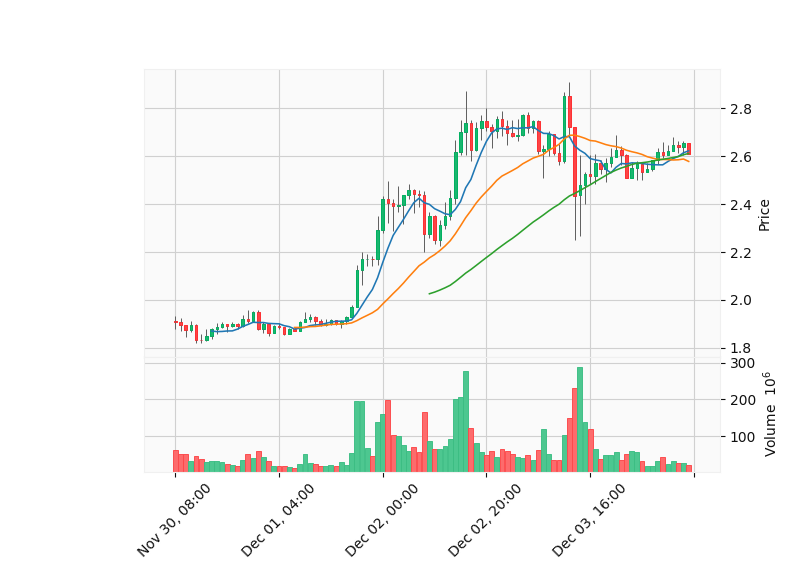 2.8
2.6
2.4
2.2
2.0
1.8
Price
300
200
100
Volume 10^6
Nov 30, 08:00
Dec 01, 04:00
Dec 02, 00:00
Dec 02, 20:00
Dec 03, 16:00